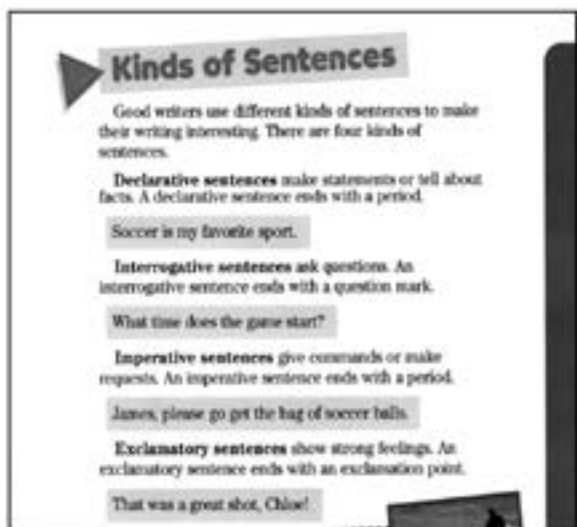 Kinds of Sentences
Good writers use different kinds of sentences to make
their writing interesting. There are four kinds of
sentences.
Declarative sentences make statements or tell about
facts. A declarative sentence ends with a period.
Soccer is my favorite sport.
Interrogative sentences ask questions. An
interrogative sentence ends with a question mark.
What time does the game start?
Imperative sentences give commands or make
requests. An imperative sentence ends with a period.
James, please go get the bag of soccer balls.
Exclamatory sentences show strong feelings. An
exclamatory sentence ends with an exclamation point.
That was a great shot, Chloe!